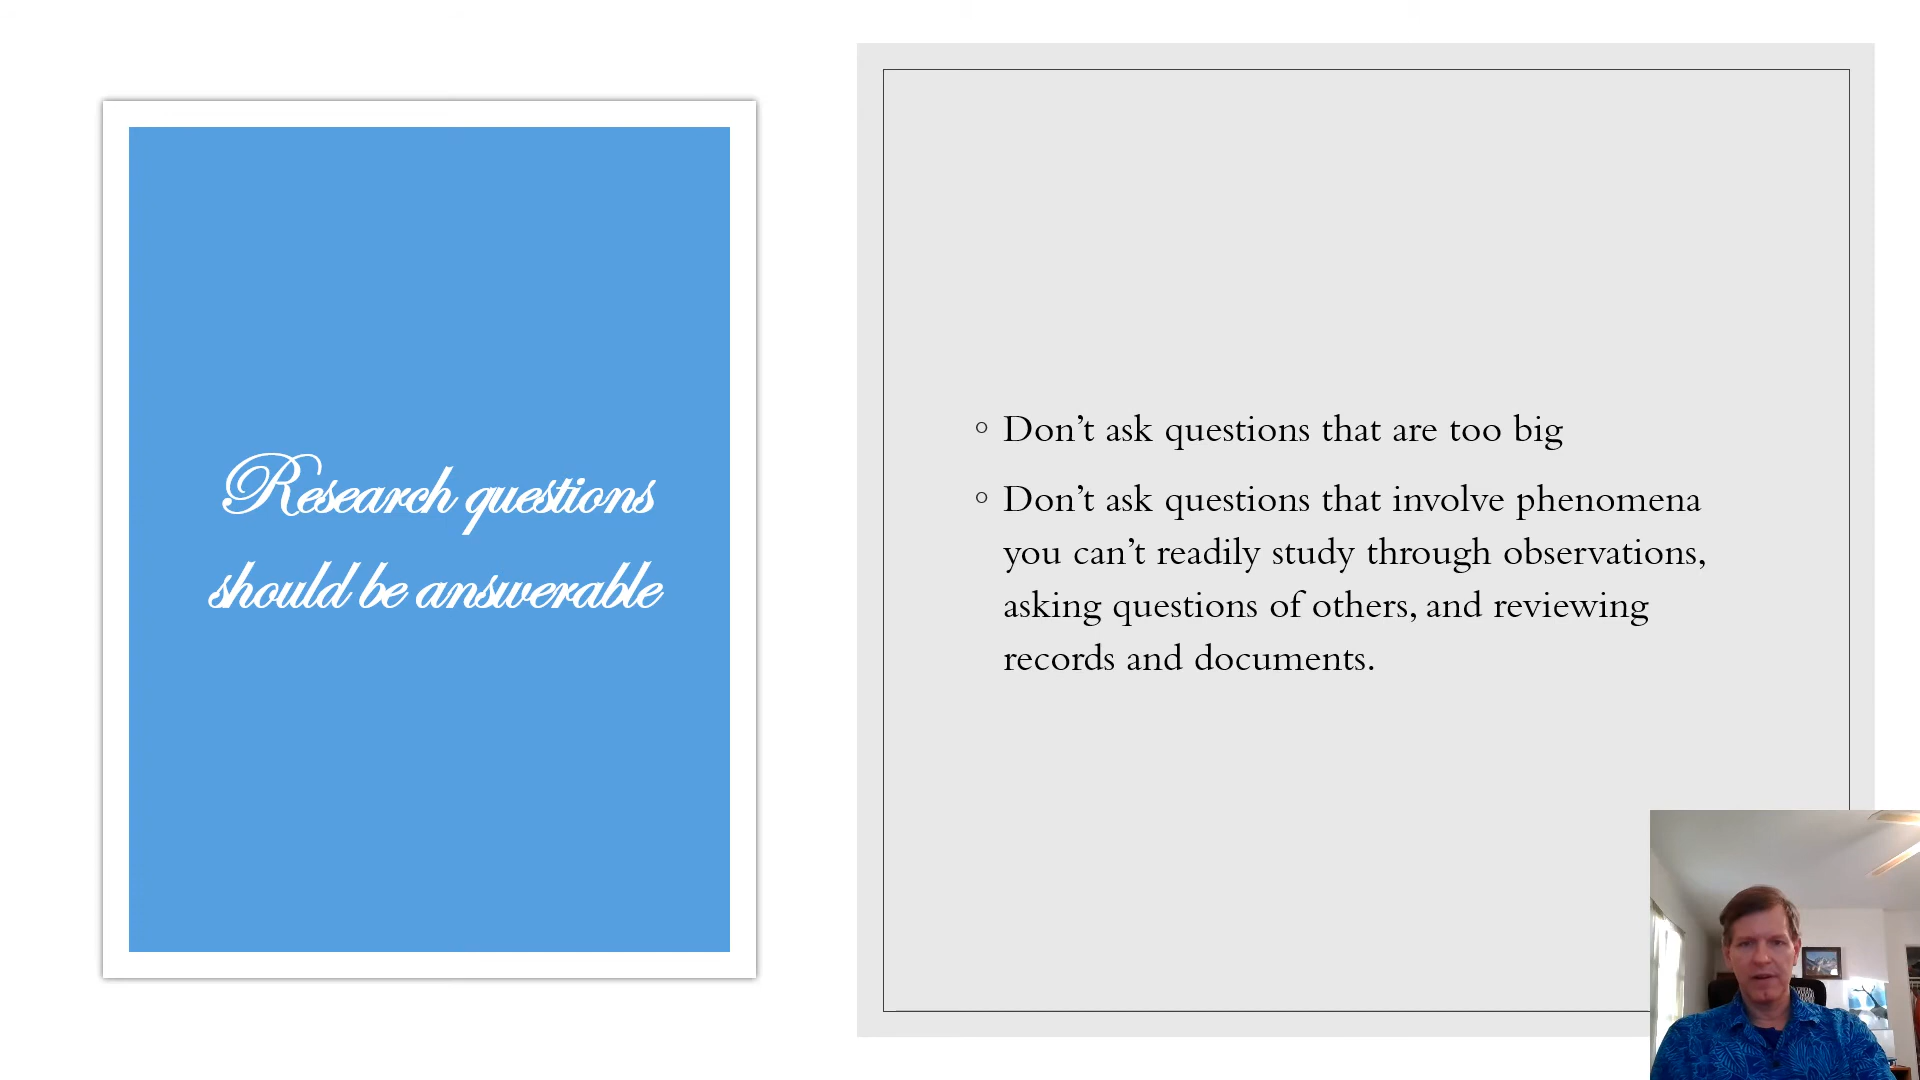 Research questions
should be answerable
◦ Don’t ask questions that are too big
◦ Don’t ask questions that involve phenomena
you can’t readily study through observations,
asking questions of others, and reviewing
records and documents.